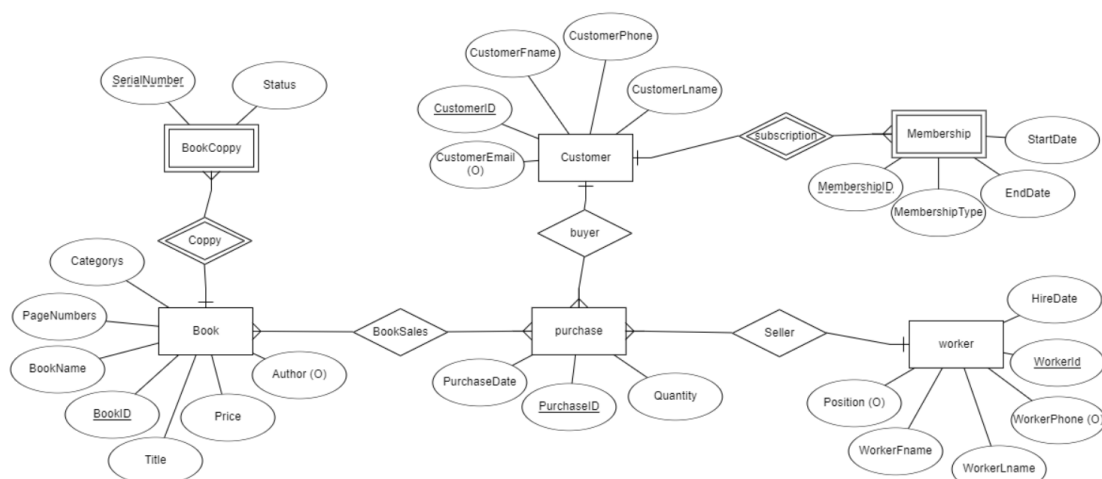 CustomerPhone
CustomerFname
SerialNumber
Status
CustomerLname
CustomerID
BookCoppy
subscription
Membership
StartDate
Customer
CustomerEmail
(O)
MembershipID
EndDate
MembershipType
Coppy
buyer
Categorys
HireDate
PageNumbers
Book
BookSales
purchase
Seller
worker
BookName
WorkerId
Author (O)
PurchaseDate
Position (O)
Quantity
BookID
Price
PurchaseID
WorkerPhone (O)
Title
WorkerFname
WorkerLname